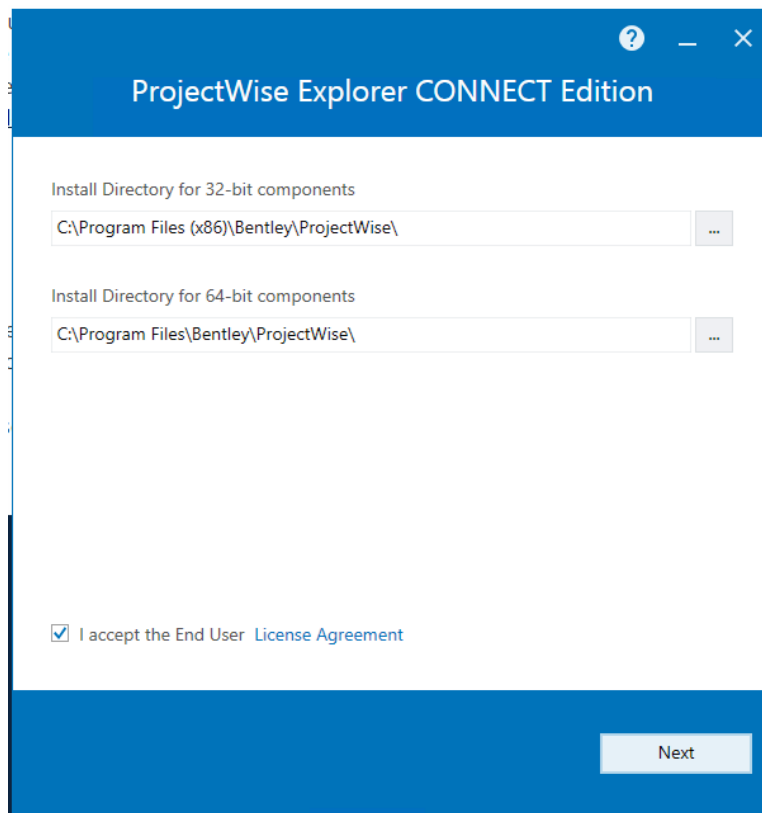 ProjectWise Explorer CONNECT Edition
Install Directory for 32-bit components
C:\Program Files (x86)\Bentley\ProjectWise\
...
Install Directory for 64-bit components
C:\Program Files\Bentley\ProjectWise\
...
I accept the End User License Agreement
Next